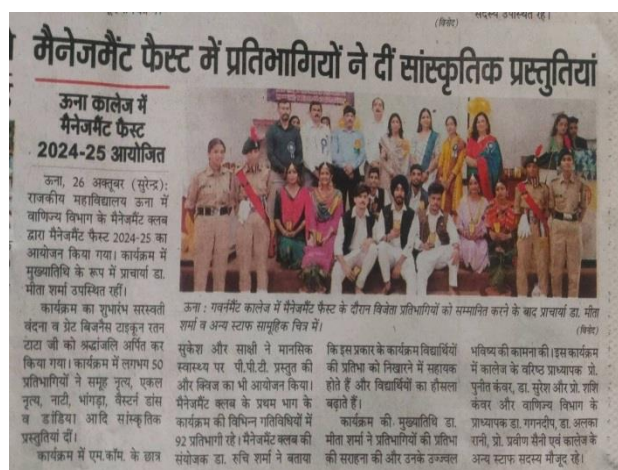 सदस्य उपस्थित रहे।
(विनोद)
मैनेजमैंट फैस्ट में प्रतिभागियों ने दीं सांस्कृतिक प्रस्तुतियां
ऊना कालेज में
मैनेजमैंट फैस्ट
2024-25 आयोजित
ऊना, 26 अक्तूबर (सुरेन्द्र):
राजकीय महाविद्यालय ऊना में
वाणिज्य विभाग के मैनेजमैंट क्लब
द्वारा मैनेजमैंट फैस्ट 2024-25 का
आयोजन किया गया। कार्यक्रम में
मुख्यातिथि के रूप में प्राचार्या डा.
मीता शर्मा उपस्थित रहीं।
कार्यक्रम का शुभारंभ सरस्वती
वंदना व ग्रेट बिजनैस टाइकून रतन
टाटा जी को श्रद्धांजलि अर्पित कर
किया गया। कार्यक्रम में लगभग 50
प्रतिभागियों ने समूह नृत्य, एकल
नृत्य, नाटी, भांगड़ा, वैस्टर्न डांस
व डांडिया आदि सांस्कृतिक
प्रस्तुतियां दीं।
कार्यक्रम में एम.कॉम. के छात्र
ऊना : गवर्नमैंट कालेज में मैनेजमैंट फैस्ट के दौरान विजेता प्रतिभागियों को सम्मानित करने के बाद प्राचार्या डा. मीता
शर्मा व अन्य स्टाफ सामूहिक चित्र में।
(विनोद)
सुकेश और साक्षी ने मानसिक
स्वास्थ्य पर पी.पी.टी. प्रस्तुत की
और क्विज का भी आयोजन किया।
मैनेजमैंट क्लब के प्रथम भाग के
कार्यक्रम की विभिन्न गतिविधियों में
92 प्रतिभागी रहे। मैनेजमैंट क्लब की
संयोजक डा. रुचि शर्मा ने बताया
कि इस प्रकार के कार्यक्रम विद्यार्थियों
की प्रतिभा को निखारने में सहायक
होते हैं और विद्यार्थियों का हौसला
बढ़ाते हैं।
कार्यक्रम की मुख्यातिथि डा.
मीता शर्मा ने प्रतिभागियों की प्रतिभा
की सराहना की और उनके उज्ज्वल
भविष्य की कामना की। इस कार्यक्रम
में कालेज के वरिष्ठ प्राध्यापक प्रो.
पुनीत कंवर, डा. सुरेश और प्रो. शशि
कंवर और वाणिज्य विभाग के
प्राध्यापक डा. गगनदीप, डा. अलका
रानी, प्रो. प्रवीण सैनी एवं कालेज के
अन्य स्टाफ सदस्य मौजूद रहे।